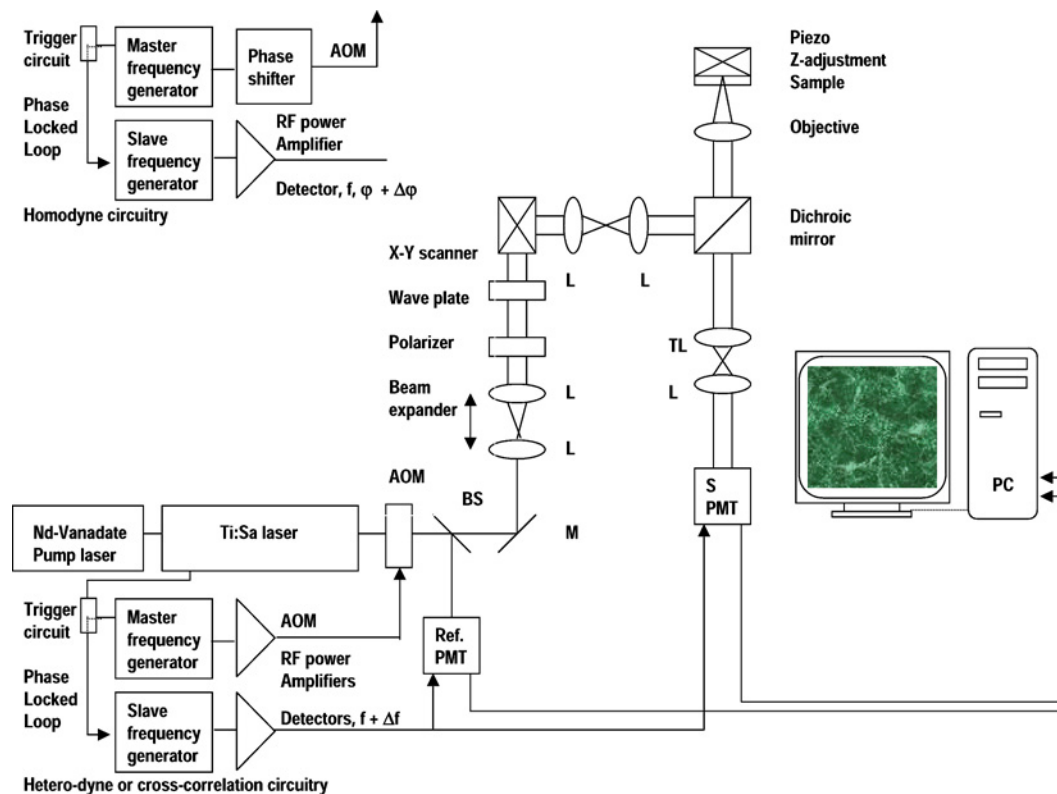 Trigger
circuit
Master
frequency
generator
Phase
shifter
AOM
Phase
Locked
Loop
Slave
frequency
generator
RF power
Amplifier
Detector, f, φ + Δφ
Homodyne circuitry
Piezo
Z-adjustment
Sample
Objective
Dichroic
mirror
X-Y scanner
L
L
Wave plate
Polarizer
TL
L
Beam
expander
L
L
AOM
BS
M
S
PMT
PC
Nd-Vanadate
Pump laser
Ti:Sa laser
Trigger
circuit
Master
frequency
generator
AOM
RF power
Amplifiers
Ref.
PMT
Phase
Locked
Loop
Slave
frequency
generator
Detectors, f + Δf
Hetero-dyne or cross-correlation circuitry